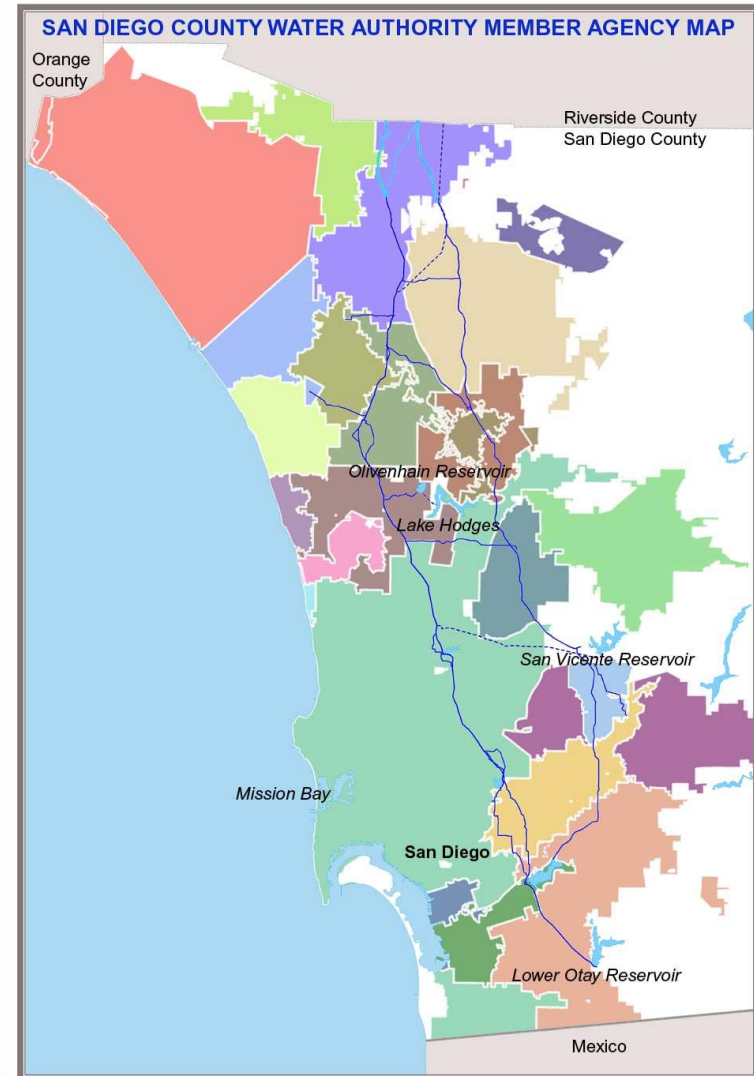 SAN DIEGO COUNTY WATER AUTHORITY MEMBER AGENCY MAP
Orange
County
Riverside County
San Diego County
Olivenhain Reservoir
Lake Hodges
San Vicente Reservoir
Mission Bay
San Diego
Lower Otay Reservoir
Mexico